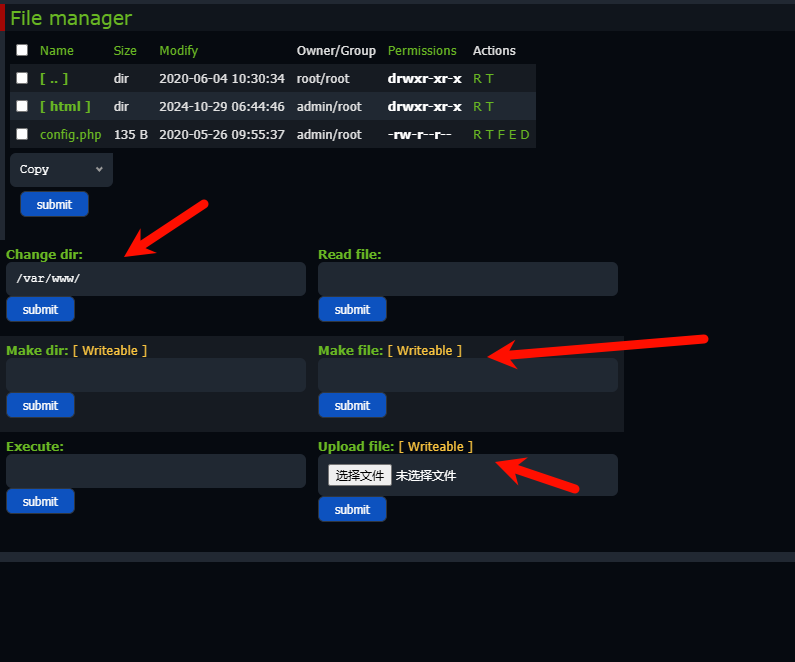 File manager
Name Size Modify Owner/Group Permissions Actions
[ .. ] dir 2020-06-04 10:30:34 root/root drwxr-xr-x R T
[ html ] dir 2024-10-29 06:44:46 admin/root drwxr-xr-x R T
config.php 135 B 2020-05-26 09:55:37 admin/root -rw-r--r-- R T F E D
Copy
submit
Change dir: Read file:
/var/www/
submit submit
Make dir: [ Writeable ] Make file: [ Writeable ]
submit submit
Execute: Upload file: [ Writeable ]
选择文件 未选择文件
submit submit